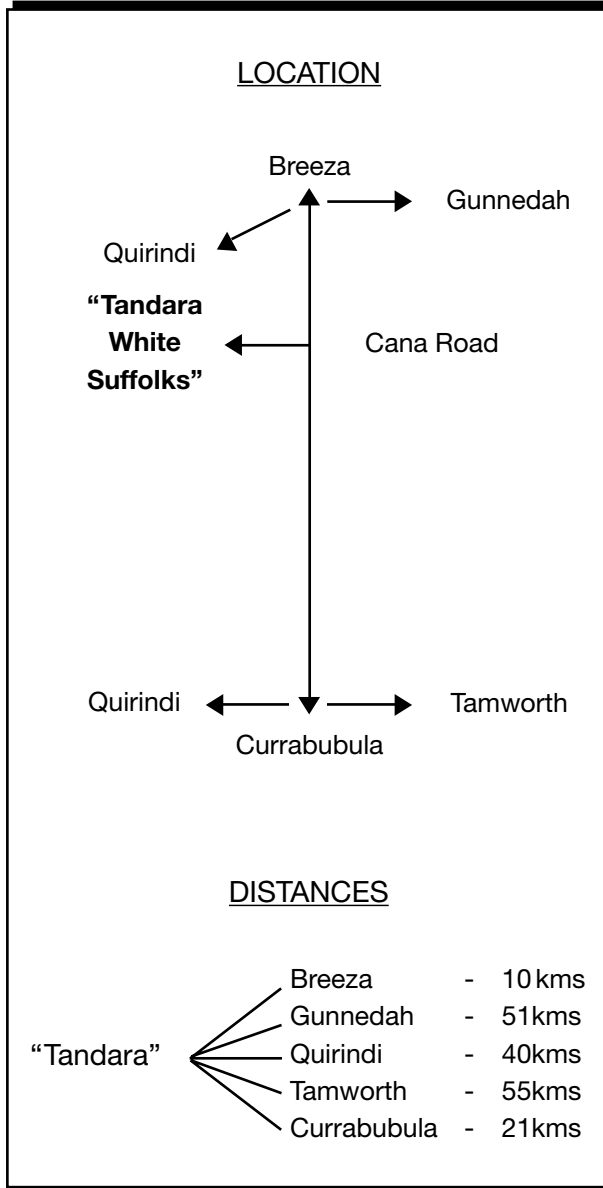 LOCATION
Breeza
Gunnedah
Quirindi
“Tandara
White
Suffolks”
Cana Road
Quirindi
Tamworth
Currabubula
DISTANCES
“Tandara”
Breeza - 10 kms
Gunnedah - 51kms
Quirindi - 40kms
Tamworth - 55kms
Currabubula - 21kms